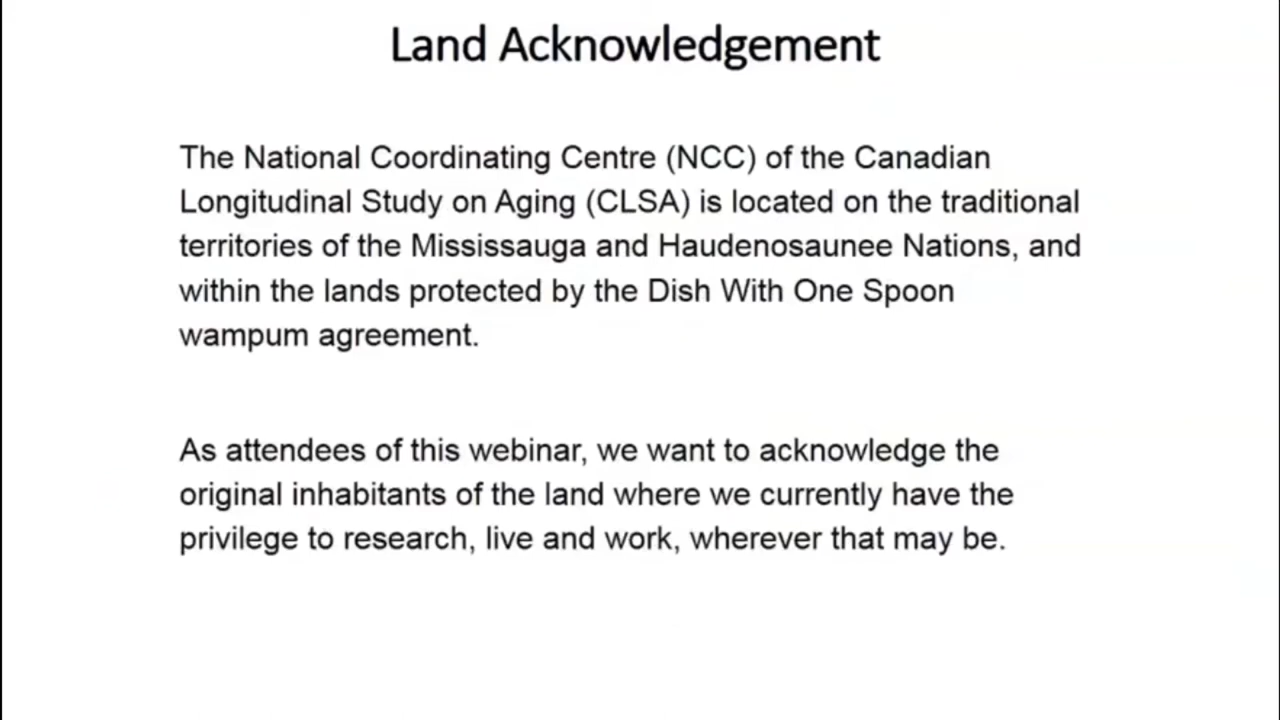 Land Acknowledgement
The National Coordinating Centre (NCC) of the Canadian
Longitudinal Study on Aging (CLSA) is located on the traditional
territories of the Mississauga and Haudenosaunee Nations, and
within the lands protected by the Dish With One Spoon
wampum agreement.
As attendees of this webinar, we want to acknowledge the
original inhabitants of the land where we currently have the
privilege to research, live and work, wherever that may be.